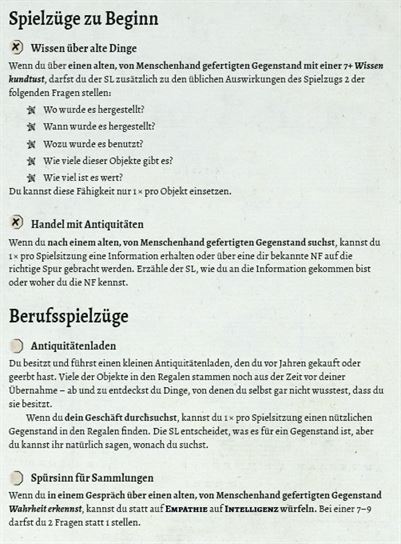 Spielzüge zu Beginn
Wissen über alte Dinge
Wenn du über einen alten, von Menschenhand gefertigten Gegenstand mit einer 7+ Wissen
kundtust, darfst du der SL zusätzlich zu den üblichen Auswirkungen des Spielzugs 2 der
folgenden Fragen stellen:
Wo wurde es hergestellt?
Wann wurde es hergestellt?
Wozu wurde es benutzt?
Wie viele dieser Objekte gibt es?
Wie viel ist es wert?
Du kannst diese Fähigkeit nur 1× pro Objekt einsetzen.
Handel mit Antiquitäten
Wenn du nach einem alten, von Menschenhand gefertigten Gegenstand suchst, kannst du
1× pro Spielsitzung eine Information erhalten oder über eine dir bekannte NF auf die
richtige Spur gebracht werden. Erzähle der SL, wie du an die Information gekommen bist
oder woher du die NF kennst.
Berufsspielzüge
Antiquitätenladen
Du besitzt und führst einen kleinen Antiquitätenladen, den du vor Jahren gekauft oder
geerbt hast. Viele der Objekte in den Regalen stammen noch aus der Zeit vor deiner
Übernahme – ab und zu entdeckst du Dinge, von denen du selbst gar nicht wusstest, dass du
sie besitzt.
Wenn du dein Geschäft durchsuchst, kannst du 1× pro Spielsitzung einen nützlichen
Gegenstand in den Regalen finden. Die SL entscheidet, was es für ein Gegenstand ist, aber
du kannst ihr natürlich sagen, wonach du suchst.
Spürsinn für Sammlungen
Wenn du in einem Gespräch über einen alten, von Menschenhand gefertigten Gegenstand
Wahrheit erkennst, kannst du statt auf Empathie auf Intelligenz würfeln. Bei einer 7–9
darfst du 2 Fragen statt 1 stellen.